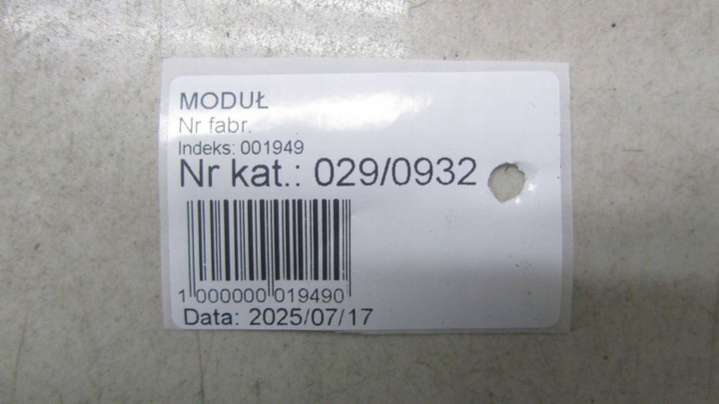 MODUŁ
Nr fabr.
Indeks: 001949
Nr kat.: 029/0932
1 000000 019490
Data: 2025/07/17